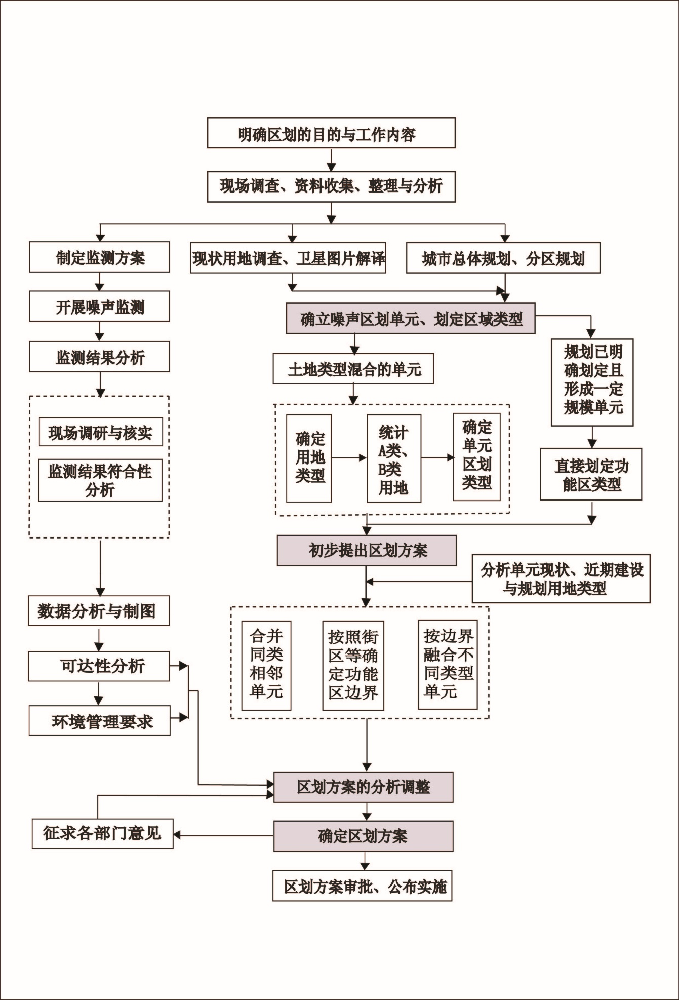 明确区划的目的与工作内容
现场调查、资料收集、整理与分析
制定监测方案
现状用地调查、卫星图片解译
城市总体规划、分区规划
开展噪声监测
确立噪声区划单元、划定区域类型
监测结果分析
土地类型混合的单元
规划已明
确划定且
形成一定
规模单元
现场调研与核实
监测结果符合性
分析
确定
用地
类型
统计
A类、
B类
用地
确定
单元
区划
类型
直接划定功
能区类型
初步提出区划方案
分析单元现状、近期建设
与规划用地类型
数据分析与制图
可达性分析
环境管理要求
合并
同类
相邻
单元
按照街
区等确
定功能
区边界
按边界
融合不
同类型
单元
区划方案的分析调整
征求各部门意见
确定区划方案
区划方案审批、公布实施